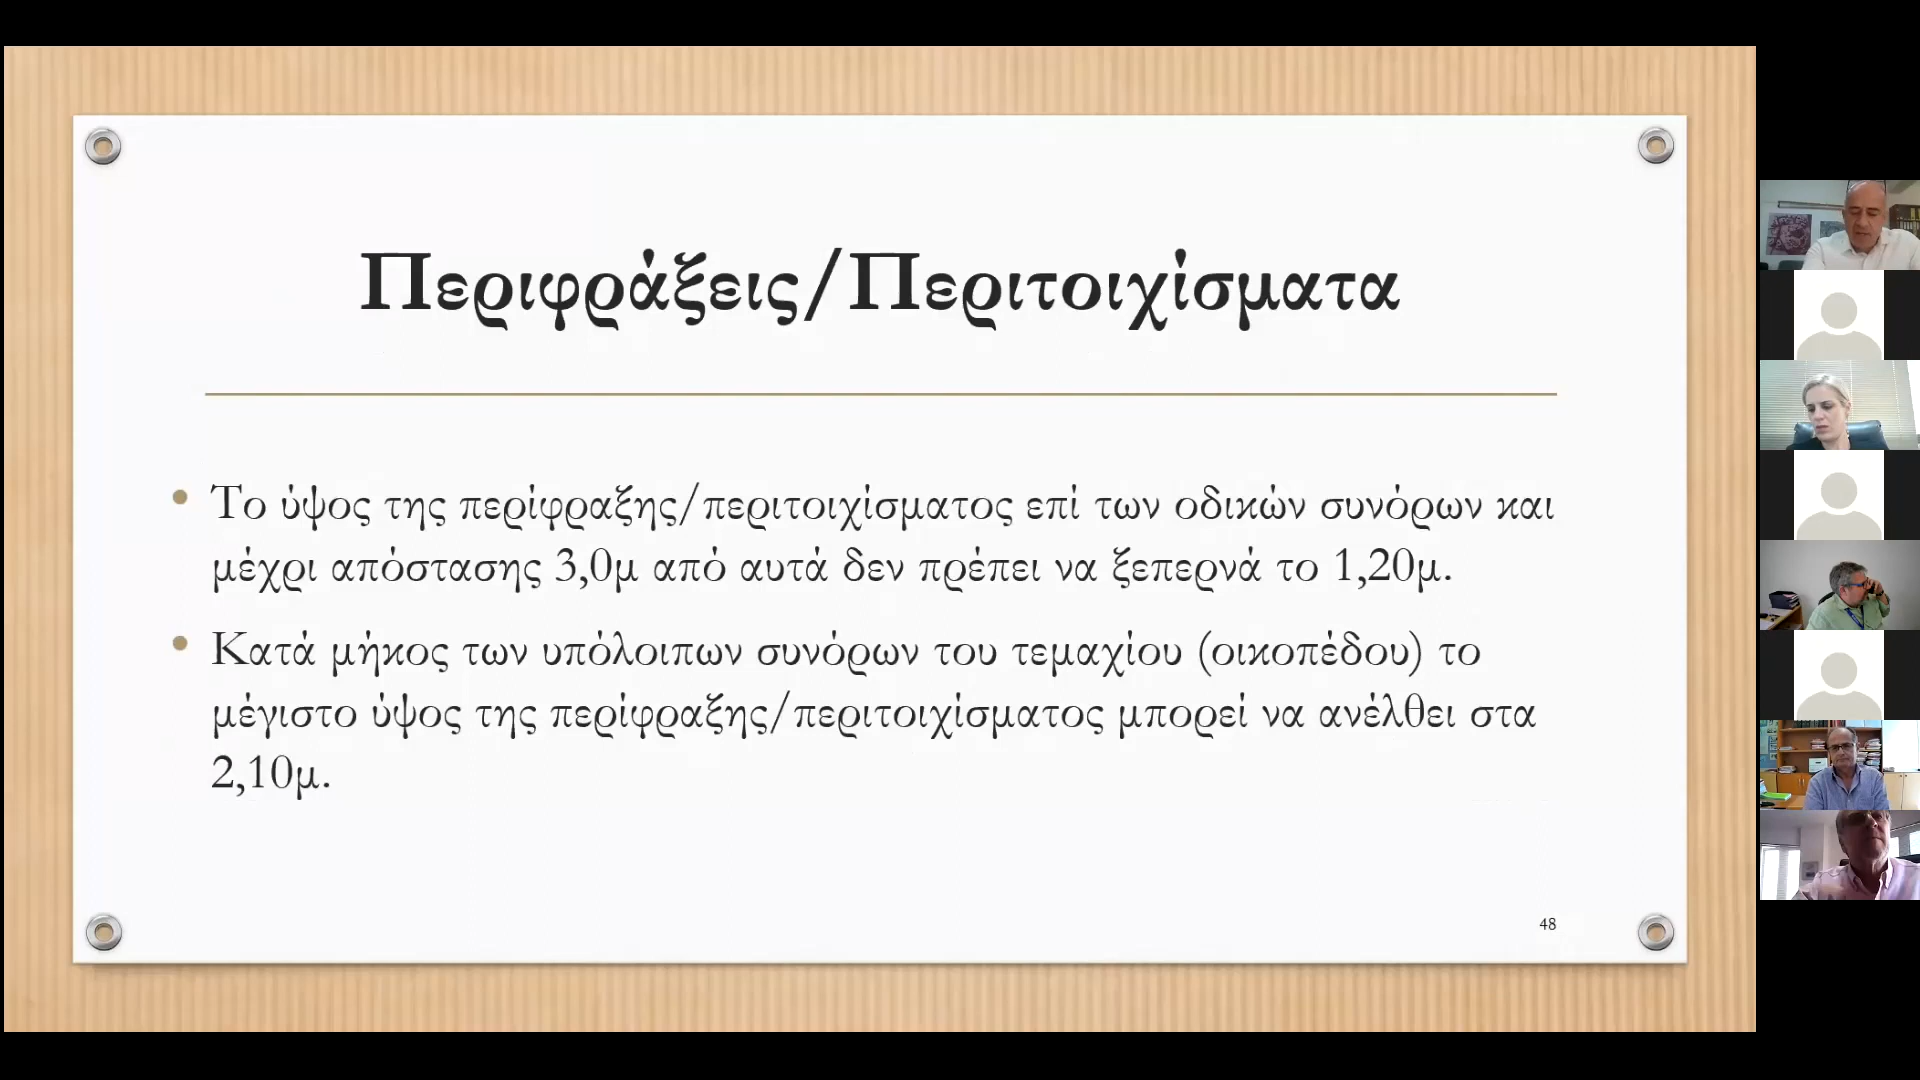 Περιφράξεις/Περιτοιχίσματα
• Το ύψος της περίφραξης/περιτοιχίσματος επί των οδικών συνόρων και
μέχρι απόστασης 3,0μ από αυτά δεν πρέπει να ξεπερνά το 1,20μ.
• Κατά μήκος των υπόλοιπων συνόρων του τεμαχίου (οικοπέδου) το
μέγιστο ύψος της περίφραξης/περιτοιχίσματος μπορεί να ανέλθει στα
2,10μ.
48